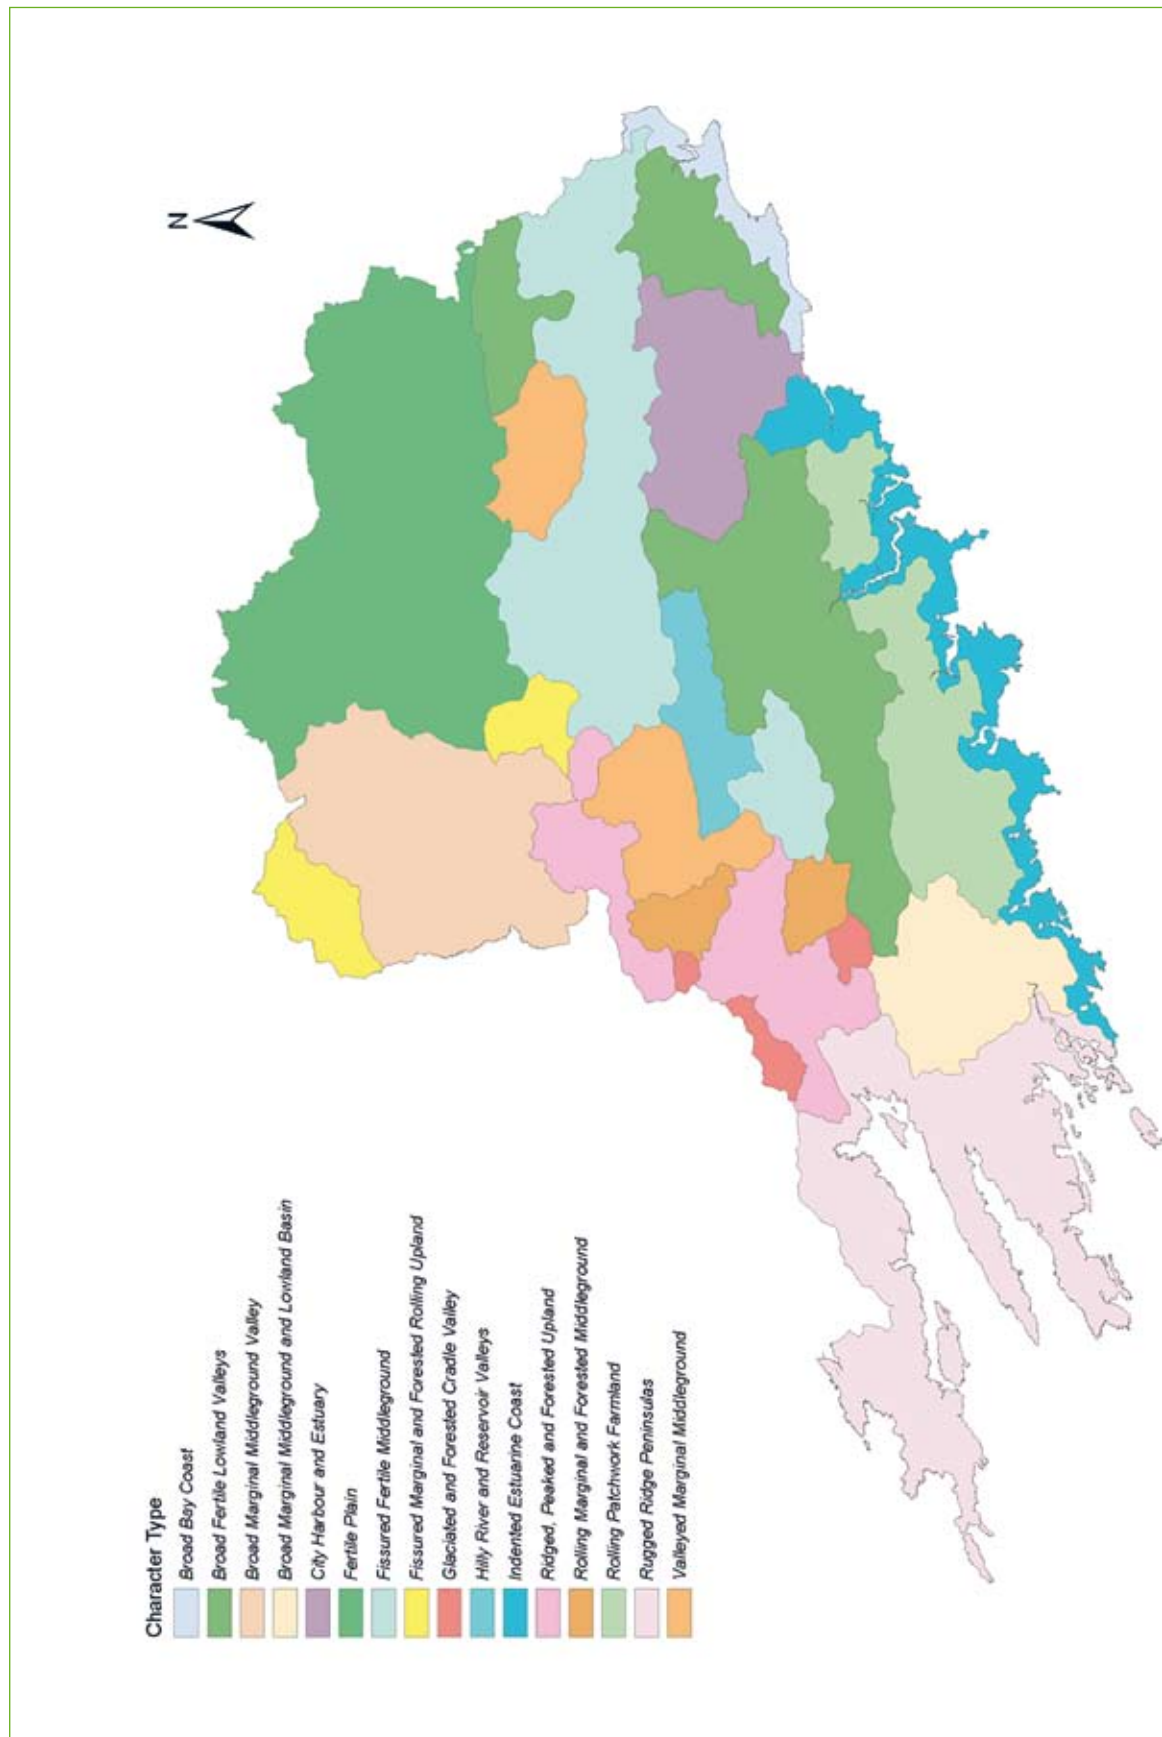 N
Character Type
Broad Bay Coast
Broad Fertile Lowland Valleys
Broad Marginal Middleground Valley
Broad Marginal Middleground and Lowland Basin
City Harbour and Estuary
Fertile Plain
Fissured Fertile Middleground
Fissured Marginal and Forested Rolling Upland
Glaciated and Forested Cradle Valley
Hilly River and Reservoir Valleys
Indented Estuarine Coast
Ridged, Peaked and Forested Upland
Rolling Marginal and Forested Middleground
Rolling Patchwork Farmland
Rugged Ridge Peninsulas
Valleyed Marginal Middleground